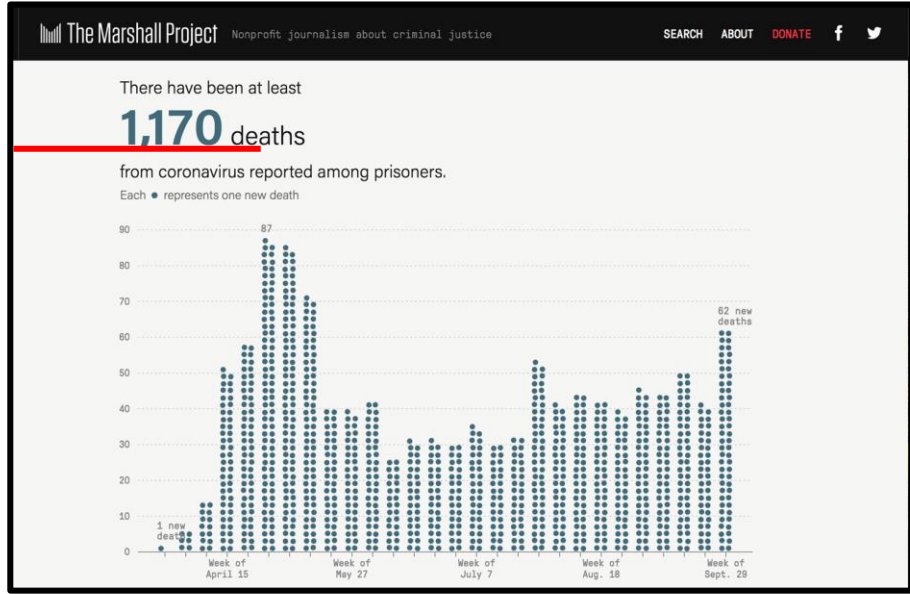 The Marshall Project Nonprofit journalism about criminal justice SEARCH ABOUT DONATE
There have been at least
1,170 deaths
from coronavirus reported among prisoners.
Each ● represents one new death
90
87
80
70
62 new
deaths
60
50
40
30
20
10
1 new
death
0
Week of
April 15
Week of
May 27
Week of
July 7
Week of
Aug. 18
Week of
Sept. 29